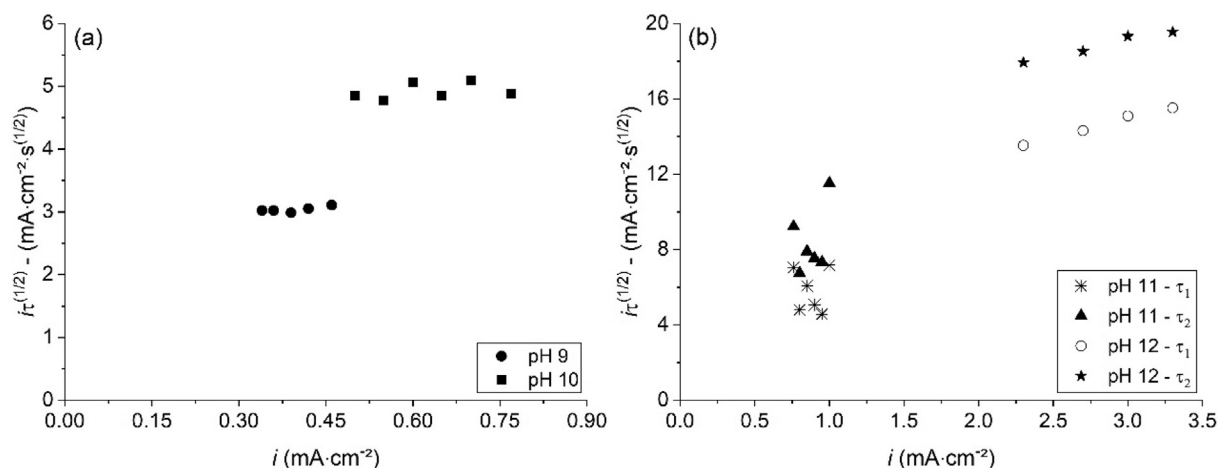 (a)
6
5
4
3
2
1
0
iτ(1/2) - (mA·cm-2·s(1/2))
0.00 0.15 0.30 0.45 0.60 0.75 0.90
i (mA·cm-2)
pH 9
pH 10
(b)
20
16
12
8
4
0
iτ(1/2) - (mA·cm-2·s(1/2))
0.0 0.5 1.0 1.5 2.0 2.5 3.0 3.5
i (mA·cm-2)
pH 11 - τ1
pH 11 - τ2
pH 12 - τ1
pH 12 - τ2